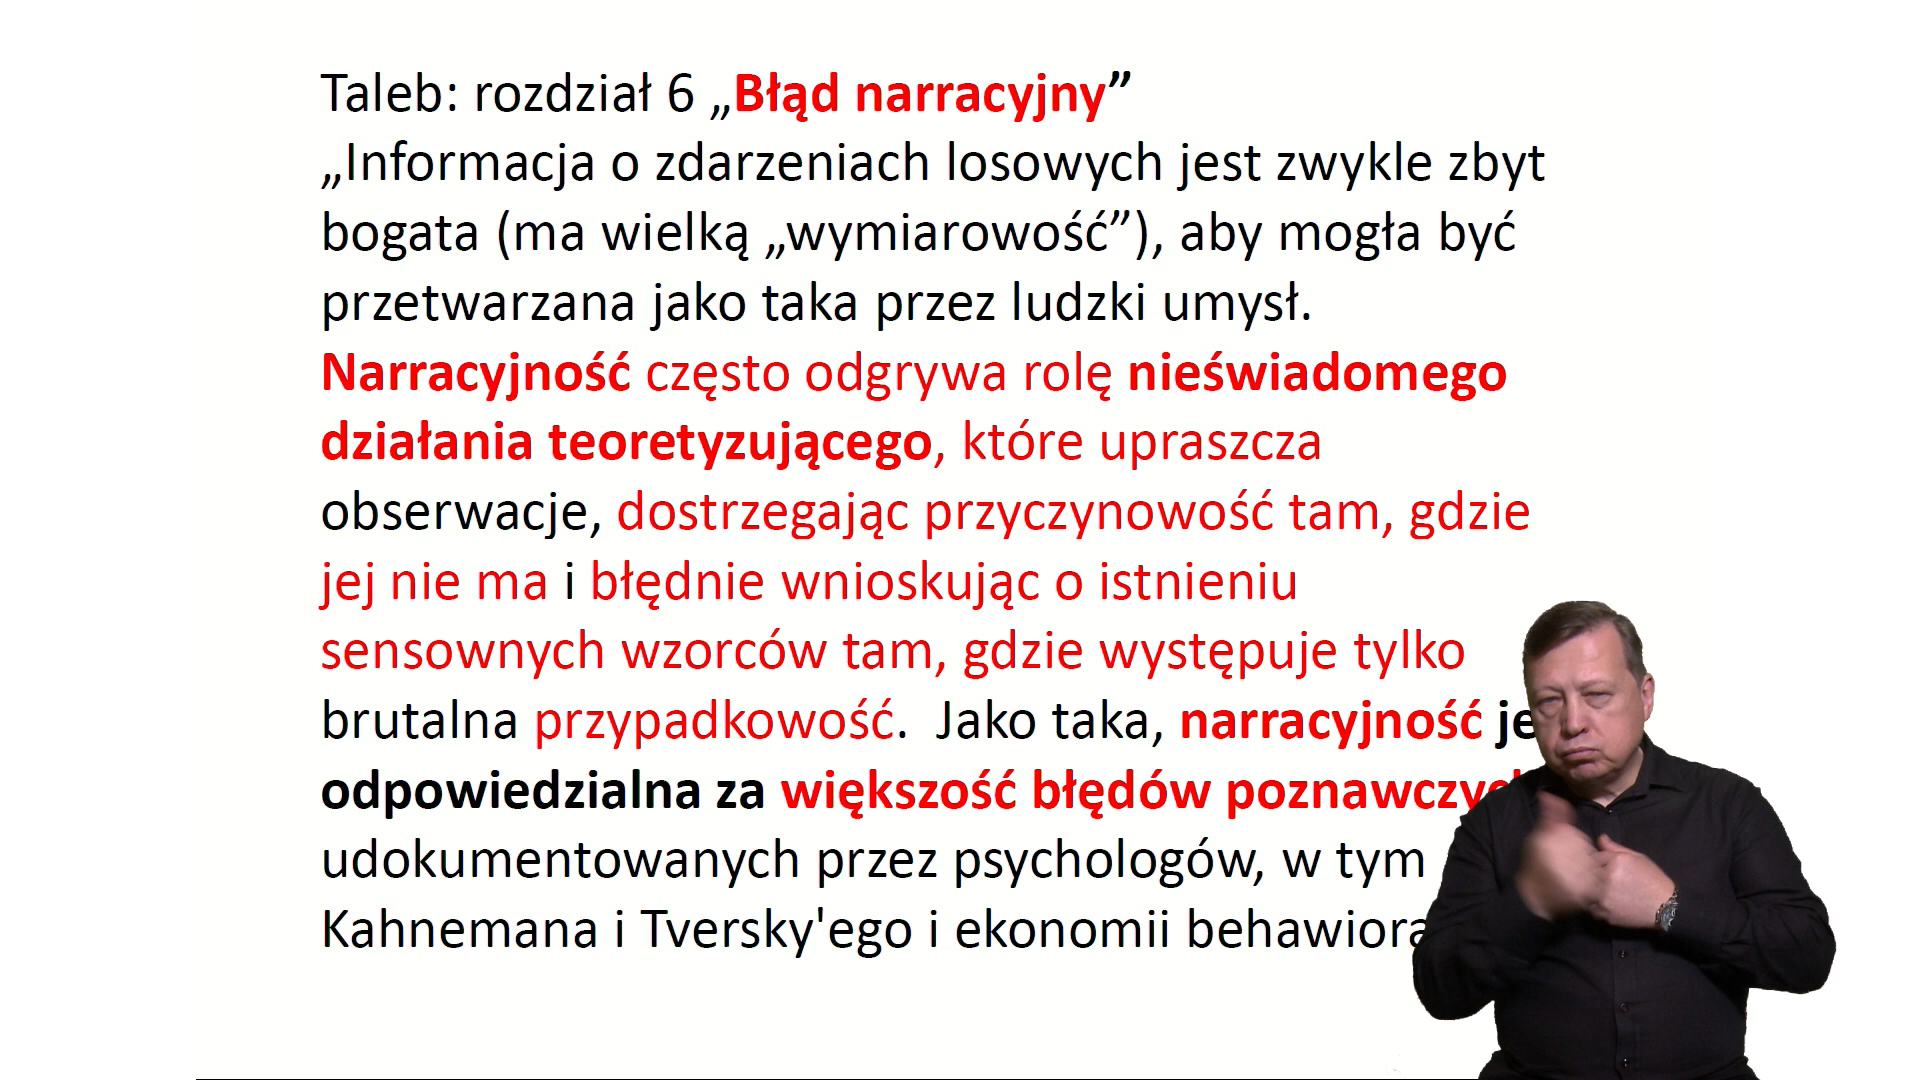 Taleb: rozdział 6 „Błąd narracyjny”
„Informacja o zdarzeniach losowych jest zwykle zbyt
bogata (ma wielką „wymiarowość”), aby mogła być
przetwarzana jako taka przez ludzki umysł.
Narracyjność często odgrywa rolę nieświadomego
działania teoretyzującego, które upraszcza
obserwacje, dostrzegając przyczynowość tam, gdzie
jej nie ma i błędnie wnioskując o istnieniu
sensownych wzorców tam, gdzie występuje tylko
brutalna przypadkowość. Jako taka, narracyjność
odpowiedzialna za większość błędów
udokumentowanych przez psychologów, w tym
Kahnemana i Tversky'ego i ekonomii